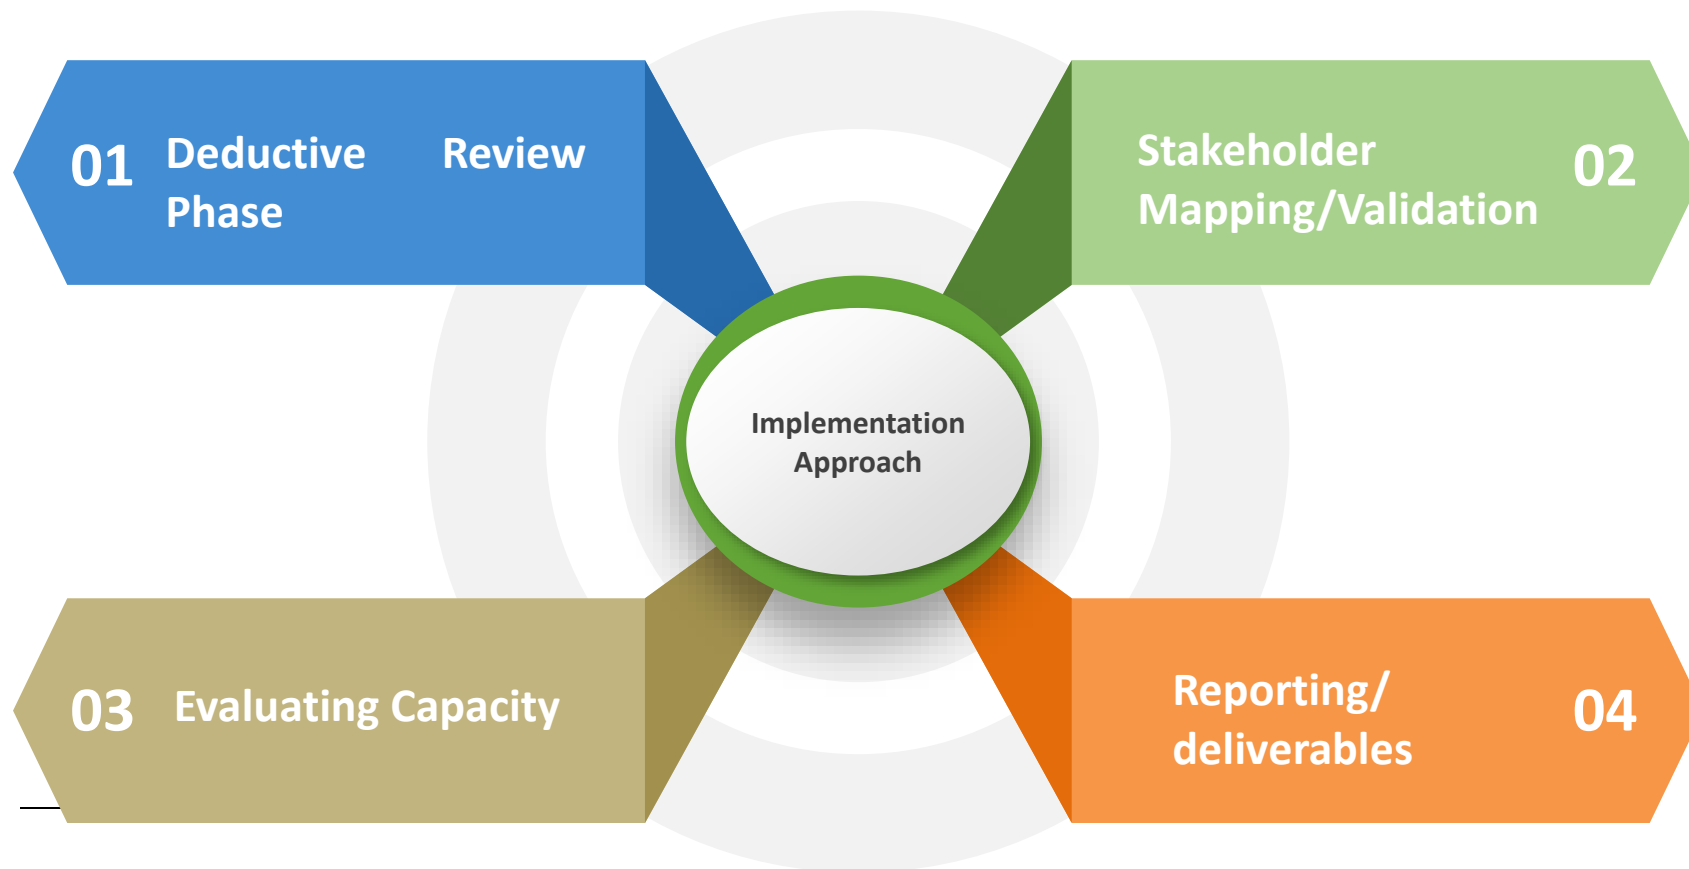 01
Deductive Review
Phase
Stakeholder
Mapping/Validation
02
Implementation
Approach
03
Evaluating Capacity
Reporting/
deliverables
04